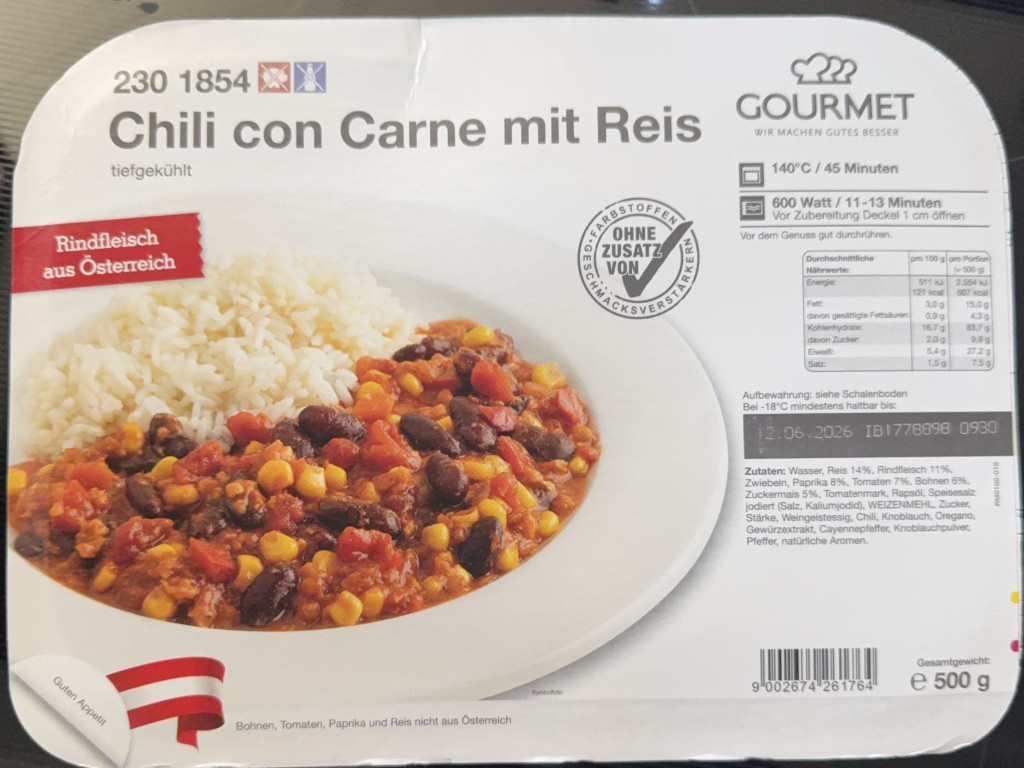 230 1854
Chili con Carne mit Reis
tiefgekühlt
Rindfleisch
aus Österreich
OHNE
ZUSATZ
VON
FARBSTOFFEN
GESCHMACKSVERSTÄRKERN
GOURMET
WIR MACHEN GUTES BESSER
140°C / 45 Minuten
600 Watt / 11-13 Minuten
Vor Zubereitung Deckel 1 cm öffnen
Vor dem Genuss gut durchrühren.
Durchschnittliche Nährwerte: pro 100 g pro Portion (= 500 g)
Energie: 511 kJ 2.554 kJ
121 kcal 607 kcal
Fett: 3,0 g 15,0 g
davon gesättigte Fettsäuren: 0,9 g 4,3 g
Kohlenhydrate: 16,7 g 83,7 g
davon Zucker: 2,0 g 9,9 g
Eiweiß: 5,4 g 27,2 g
Salz: 1,5 g 7,5 g
Aufbewahrung: siehe Schalenboden
Bei -18°C mindestens haltbar bis:
12.06.2026 IB1778898 0930
Zutaten: Wasser, Reis 14%, Rindfleisch 11%,
Zwiebeln, Paprika 8%, Tomaten 7%, Bohnen 6%,
Zuckermais 5%, Tomatenmark, Rapsöl, Speisesalz
jodiert (Salz, Kaliumjodid), WEIZENMEHL, Zucker,
Stärke, Weingeistessig, Chili, Knoblauch, Oregano,
Gewürzextrakt, Cayennepfeffer, Knoblauchpulver,
Pfeffer, natürliche Aromen.
Gesamtgewicht:
e 500 g
9 002674 261764
Symbolfoto
Guten Appetit
Bohnen, Tomaten, Paprika und Reis nicht aus Österreich